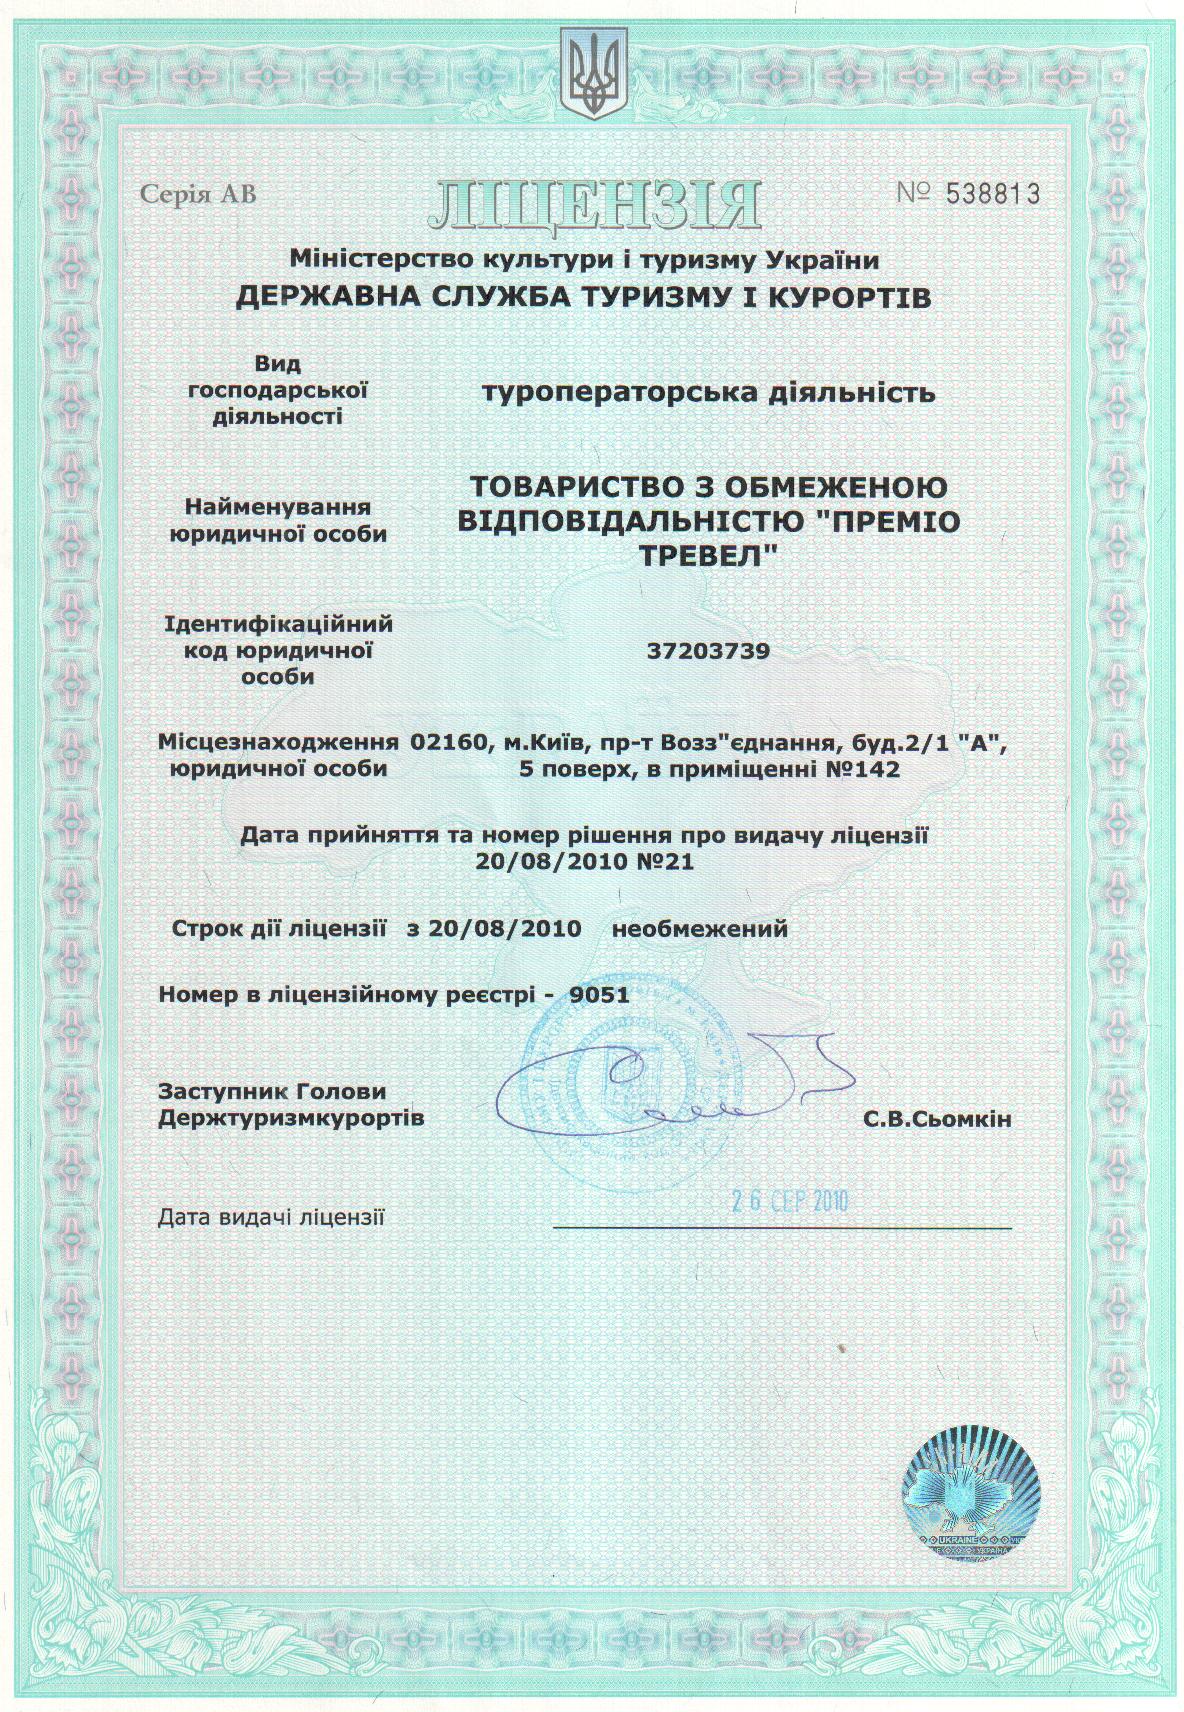 Серія АВ
ЛІЦЕНЗІЯ
№ 538813
Міністерство культури і туризму України
ДЕРЖАВНА СЛУЖБА ТУРИЗМУ І КУРОРТІВ
Вид
господарської
діяльності
туроператорська діяльність
Найменування
юридичної особи
ТОВАРИСТВО З ОБМЕЖЕНОЮ
ВІДПОВІДАЛЬНІСТЮ "ПРЕМІО
ТРЕВЕЛ"
Ідентифікаційний
код юридичної
особи
37203739
Місцезнаходження
юридичної особи
02160, м.Київ, пр-т Возз"єднання, буд.2/1 "А",
5 поверх, в приміщенні №142
Дата прийняття та номер рішення про видачу ліцензії
20/08/2010 №21
Строк дії ліцензії з 20/08/2010 необмежений
Номер в ліцензійному реєстрі - 9051
Заступник Голови
Держтуризмкурортів
С.В.Сьомкін
Дата видачі ліцензії
26 СЕР 2010
UKRAINE
УКРАЇНА